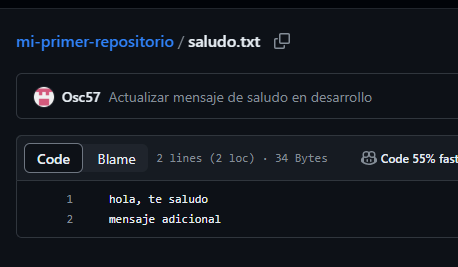 mi-primer-repositorio / saludo.txt
Osc57 Actualizar mensaje de saludo en desarrollo
Code Blame 2 lines (2 loc) · 34 Bytes Code 55% fast
1 hola, te saludo
2 mensaje adicional